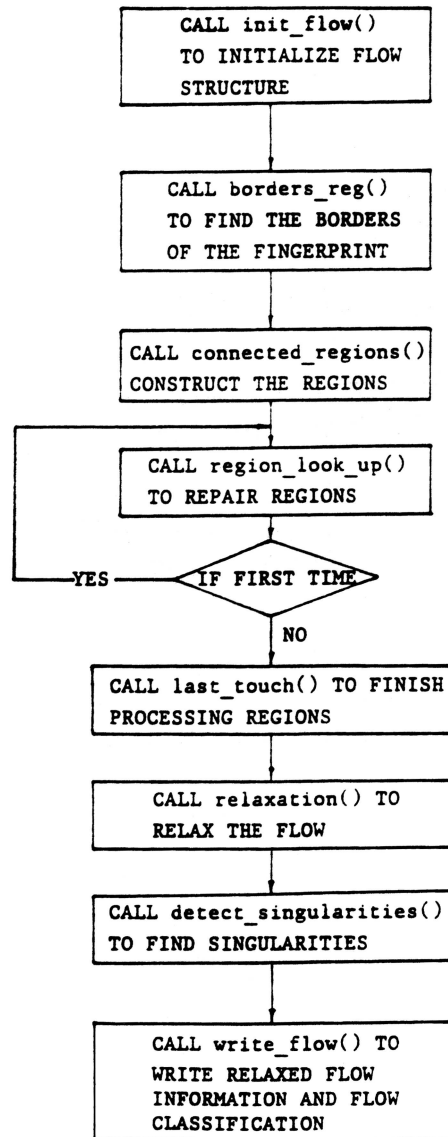 CALL init_flow()
TO INITIALIZE FLOW
STRUCTURE
CALL borders_reg()
TO FIND THE BORDERS
OF THE FINGERPRINT
CALL connected_regions()
CONSTRUCT THE REGIONS
CALL region_look_up()
TO REPAIR REGIONS
YES
IF FIRST TIME
NO
CALL last_touch() TO FINISH
PROCESSING REGIONS
CALL relaxation() TO
RELAX THE FLOW
CALL detect_singularities()
TO FIND SINGULARITIES
CALL write_flow() TO
WRITE RELAXED FLOW
INFORMATION AND FLOW
CLASSIFICATION